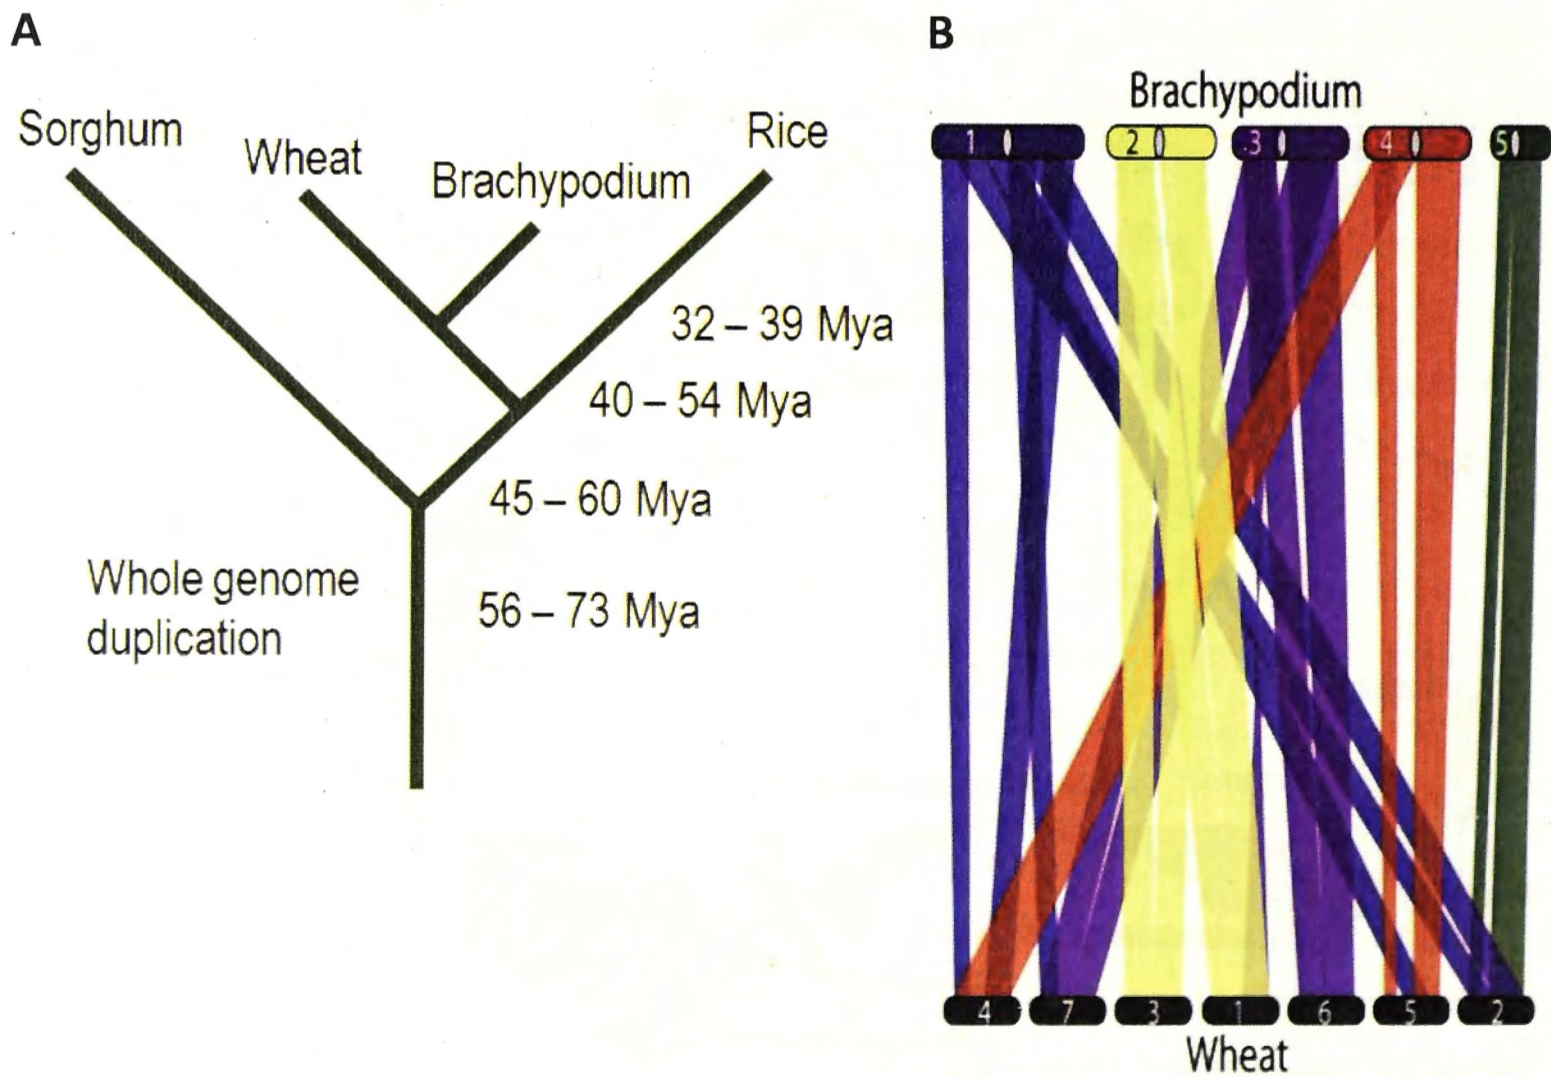 A
B
Sorghum
Wheat
Brachypodium
Rice
32 – 39 Mya
40 – 54 Mya
45 – 60 Mya
Whole genome
duplication
56 – 73 Mya
Brachypodium
1 2 3 4 5
4 7 3 1 6 5 2
Wheat